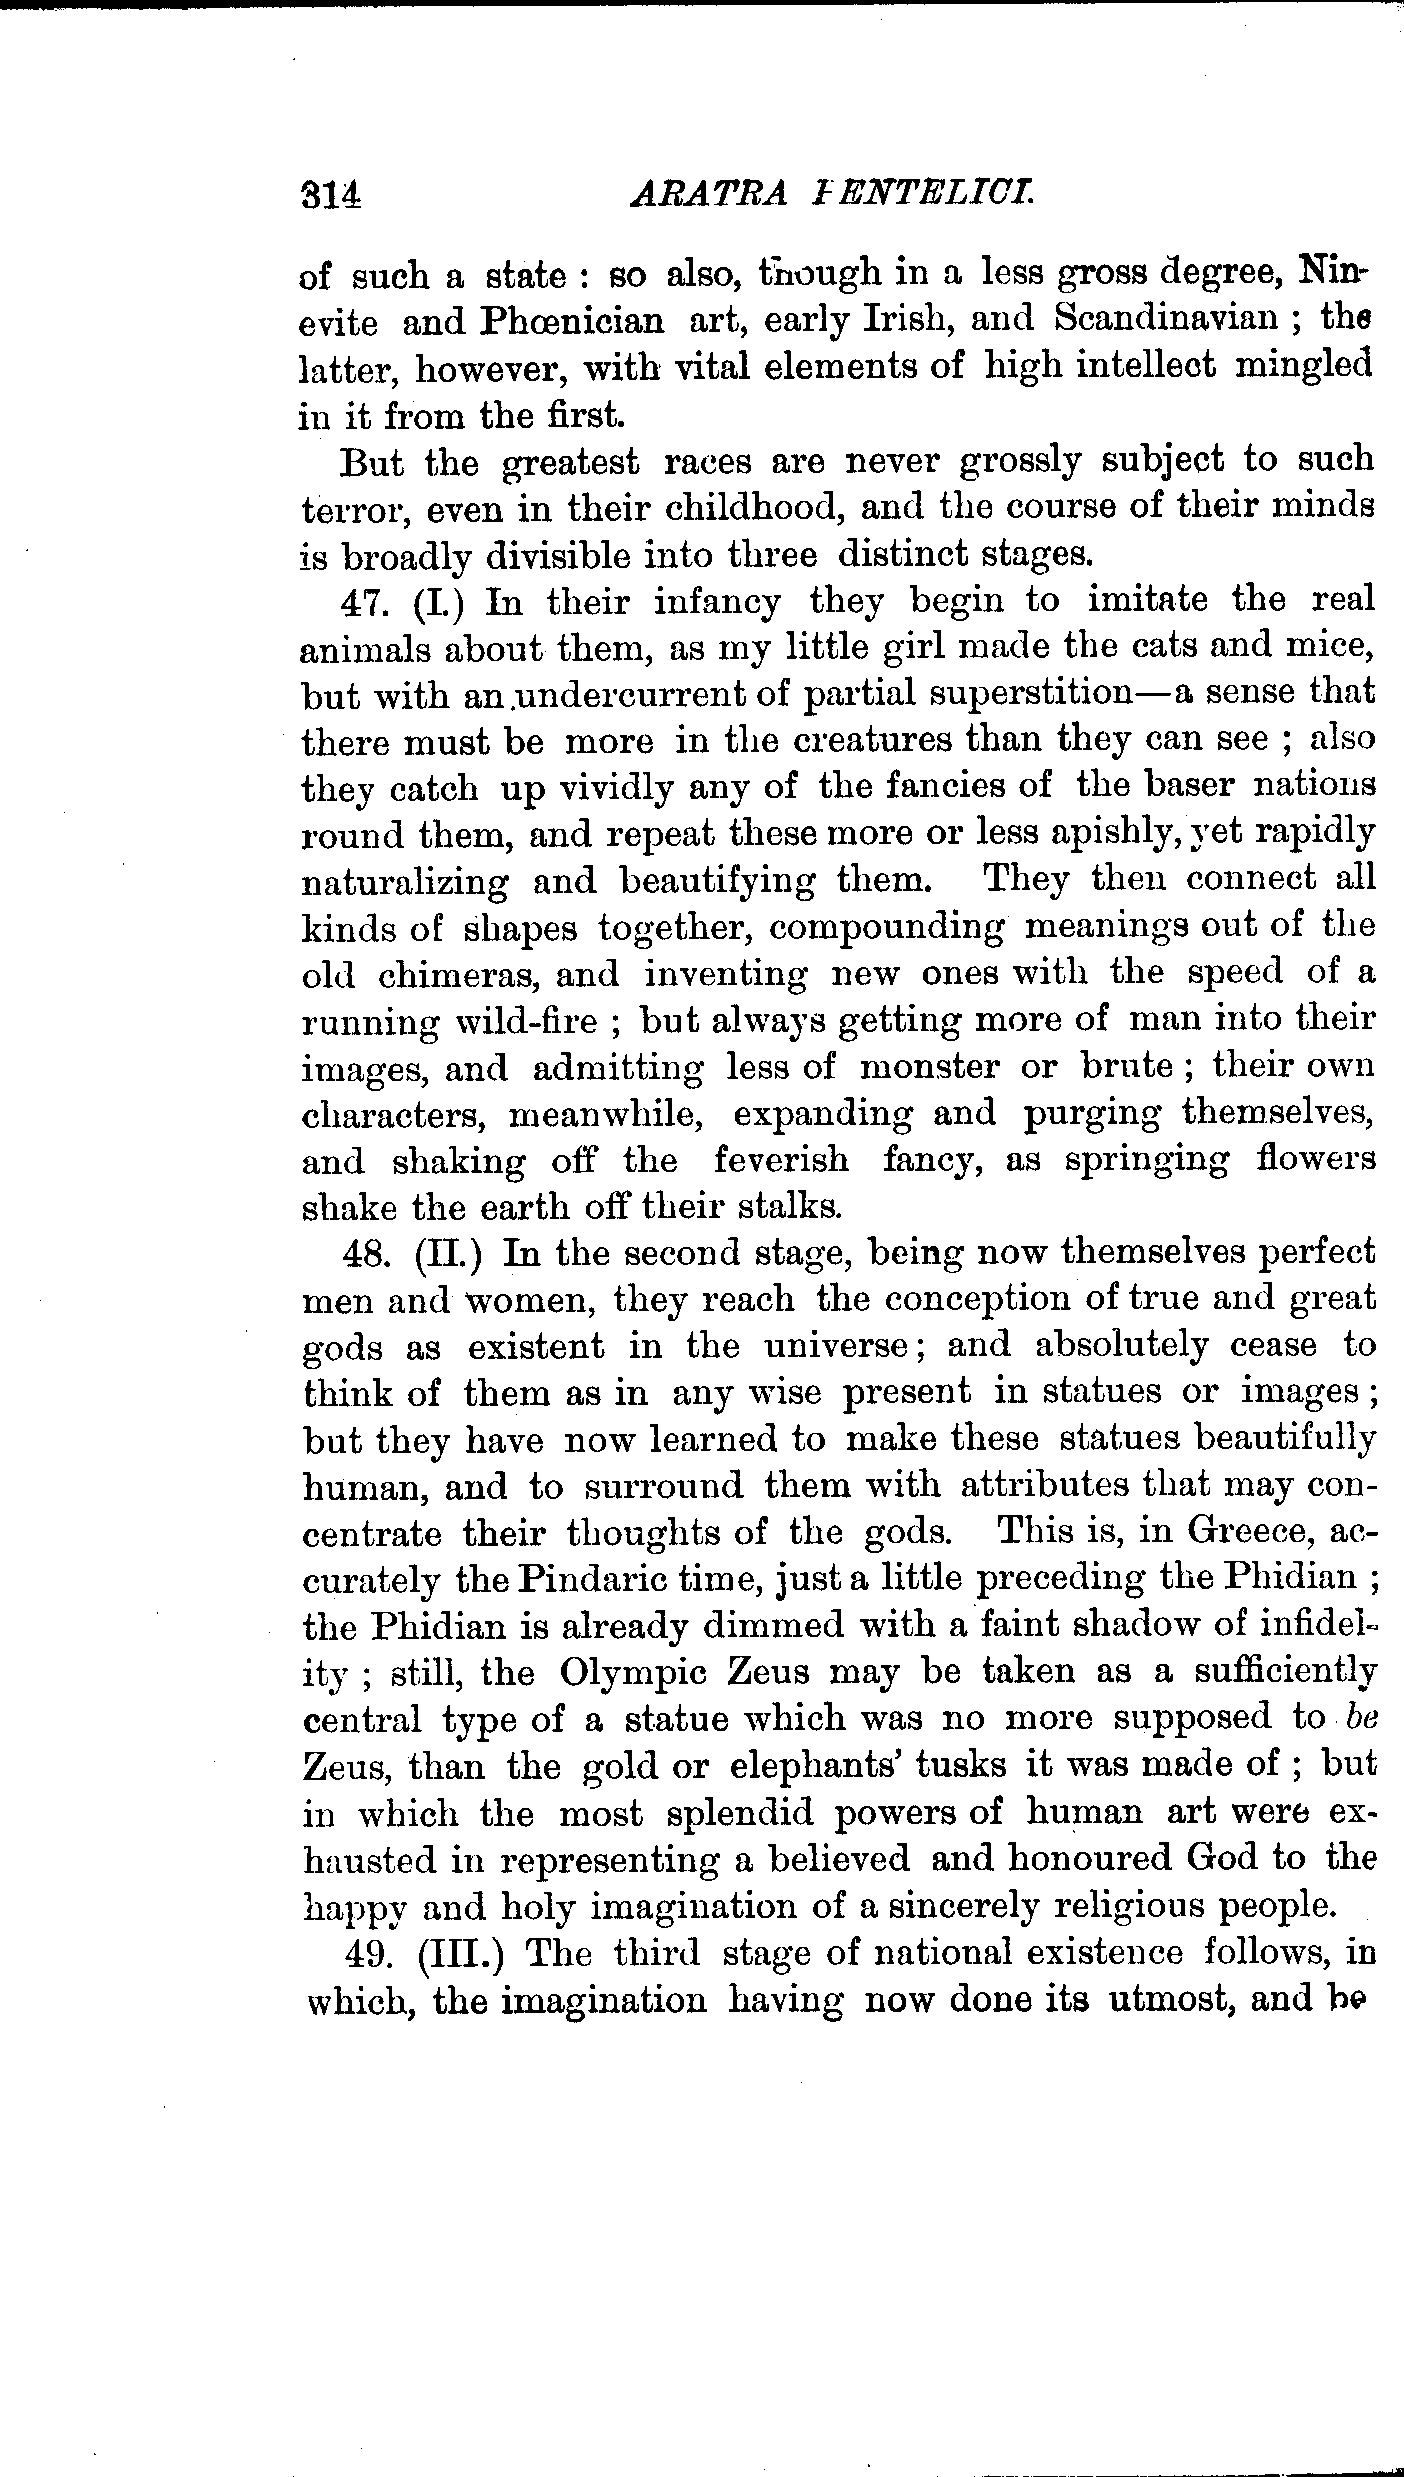 314 ARATRA PENTELICI.
of such a state : so also, though in a less gross degree, Nin-
evite and Phœnician art, early Irish, and Scandinavian ; the
latter, however, with vital elements of high intellect mingled
in it from the first.
But the greatest races are never grossly subject to such
terror, even in their childhood, and the course of their minds
is broadly divisible into three distinct stages.
47. (I.) In their infancy they begin to imitate the real
animals about them, as my little girl made the cats and mice,
but with an undercurrent of partial superstition—a sense that
there must be more in the creatures than they can see ; also
they catch up vividly any of the fancies of the baser nations
round them, and repeat these more or less apishly, yet rapidly
naturalizing and beautifying them. They then connect all
kinds of shapes together, compounding meanings out of the
old chimeras, and inventing new ones with the speed of a
running wild-fire ; but always getting more of man into their
images, and admitting less of monster or brute ; their own
characters, meanwhile, expanding and purging themselves,
and shaking off the feverish fancy, as springing flowers
shake the earth off their stalks.
48. (II.) In the second stage, being now themselves perfect
men and women, they reach the conception of true and great
gods as existent in the universe ; and absolutely cease to
think of them as in any wise present in statues or images ;
but they have now learned to make these statues beautifully
human, and to surround them with attributes that may con-
centrate their thoughts of the gods. This is, in Greece, ac-
curately the Pindaric time, just a little preceding the Phidian ;
the Phidian is already dimmed with a faint shadow of infidel-
ity ; still, the Olympic Zeus may be taken as a sufficiently
central type of a statue which was no more supposed to be
Zeus, than the gold or elephants' tusks it was made of ; but
in which the most splendid powers of human art were ex-
hausted in representing a believed and honoured God to the
happy and holy imagination of a sincerely religious people.
49. (III.) The third stage of national existence follows, in
which, the imagination having now done its utmost, and be